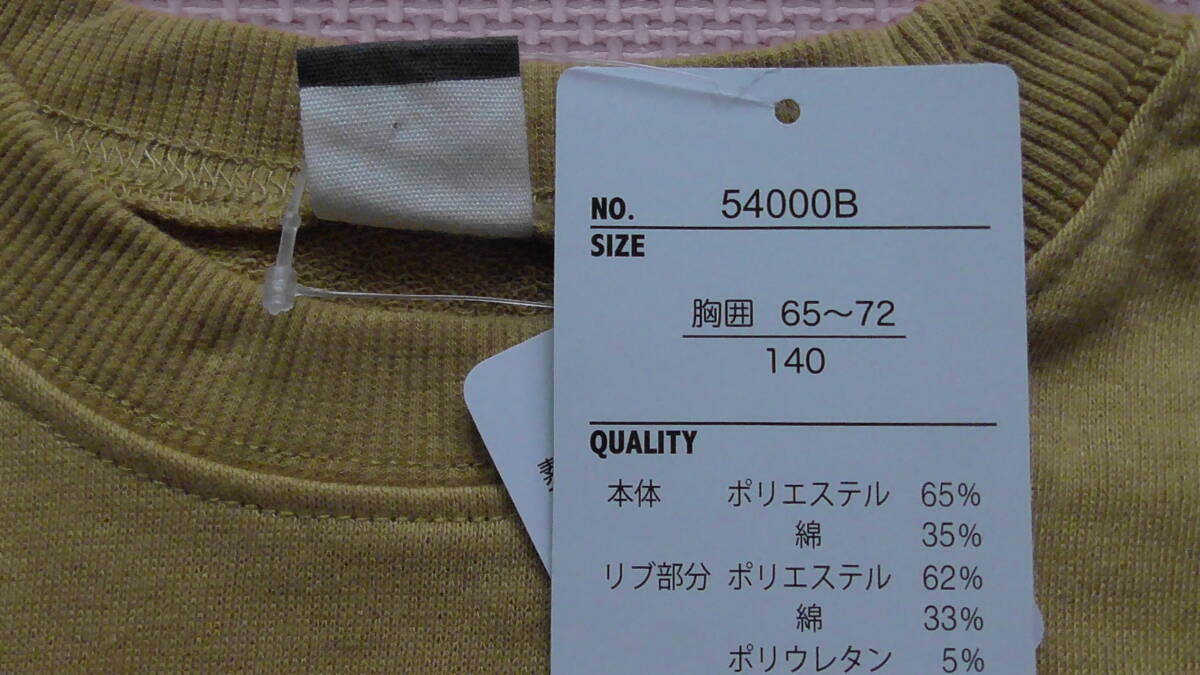 NO. 54000B
SIZE
胸囲 65～72
140
QUALITY
本体 ポリエステル 65%
綿 35%
リブ部分 ポリエステル 62%
綿 33%
ポリウレタン 5%
素